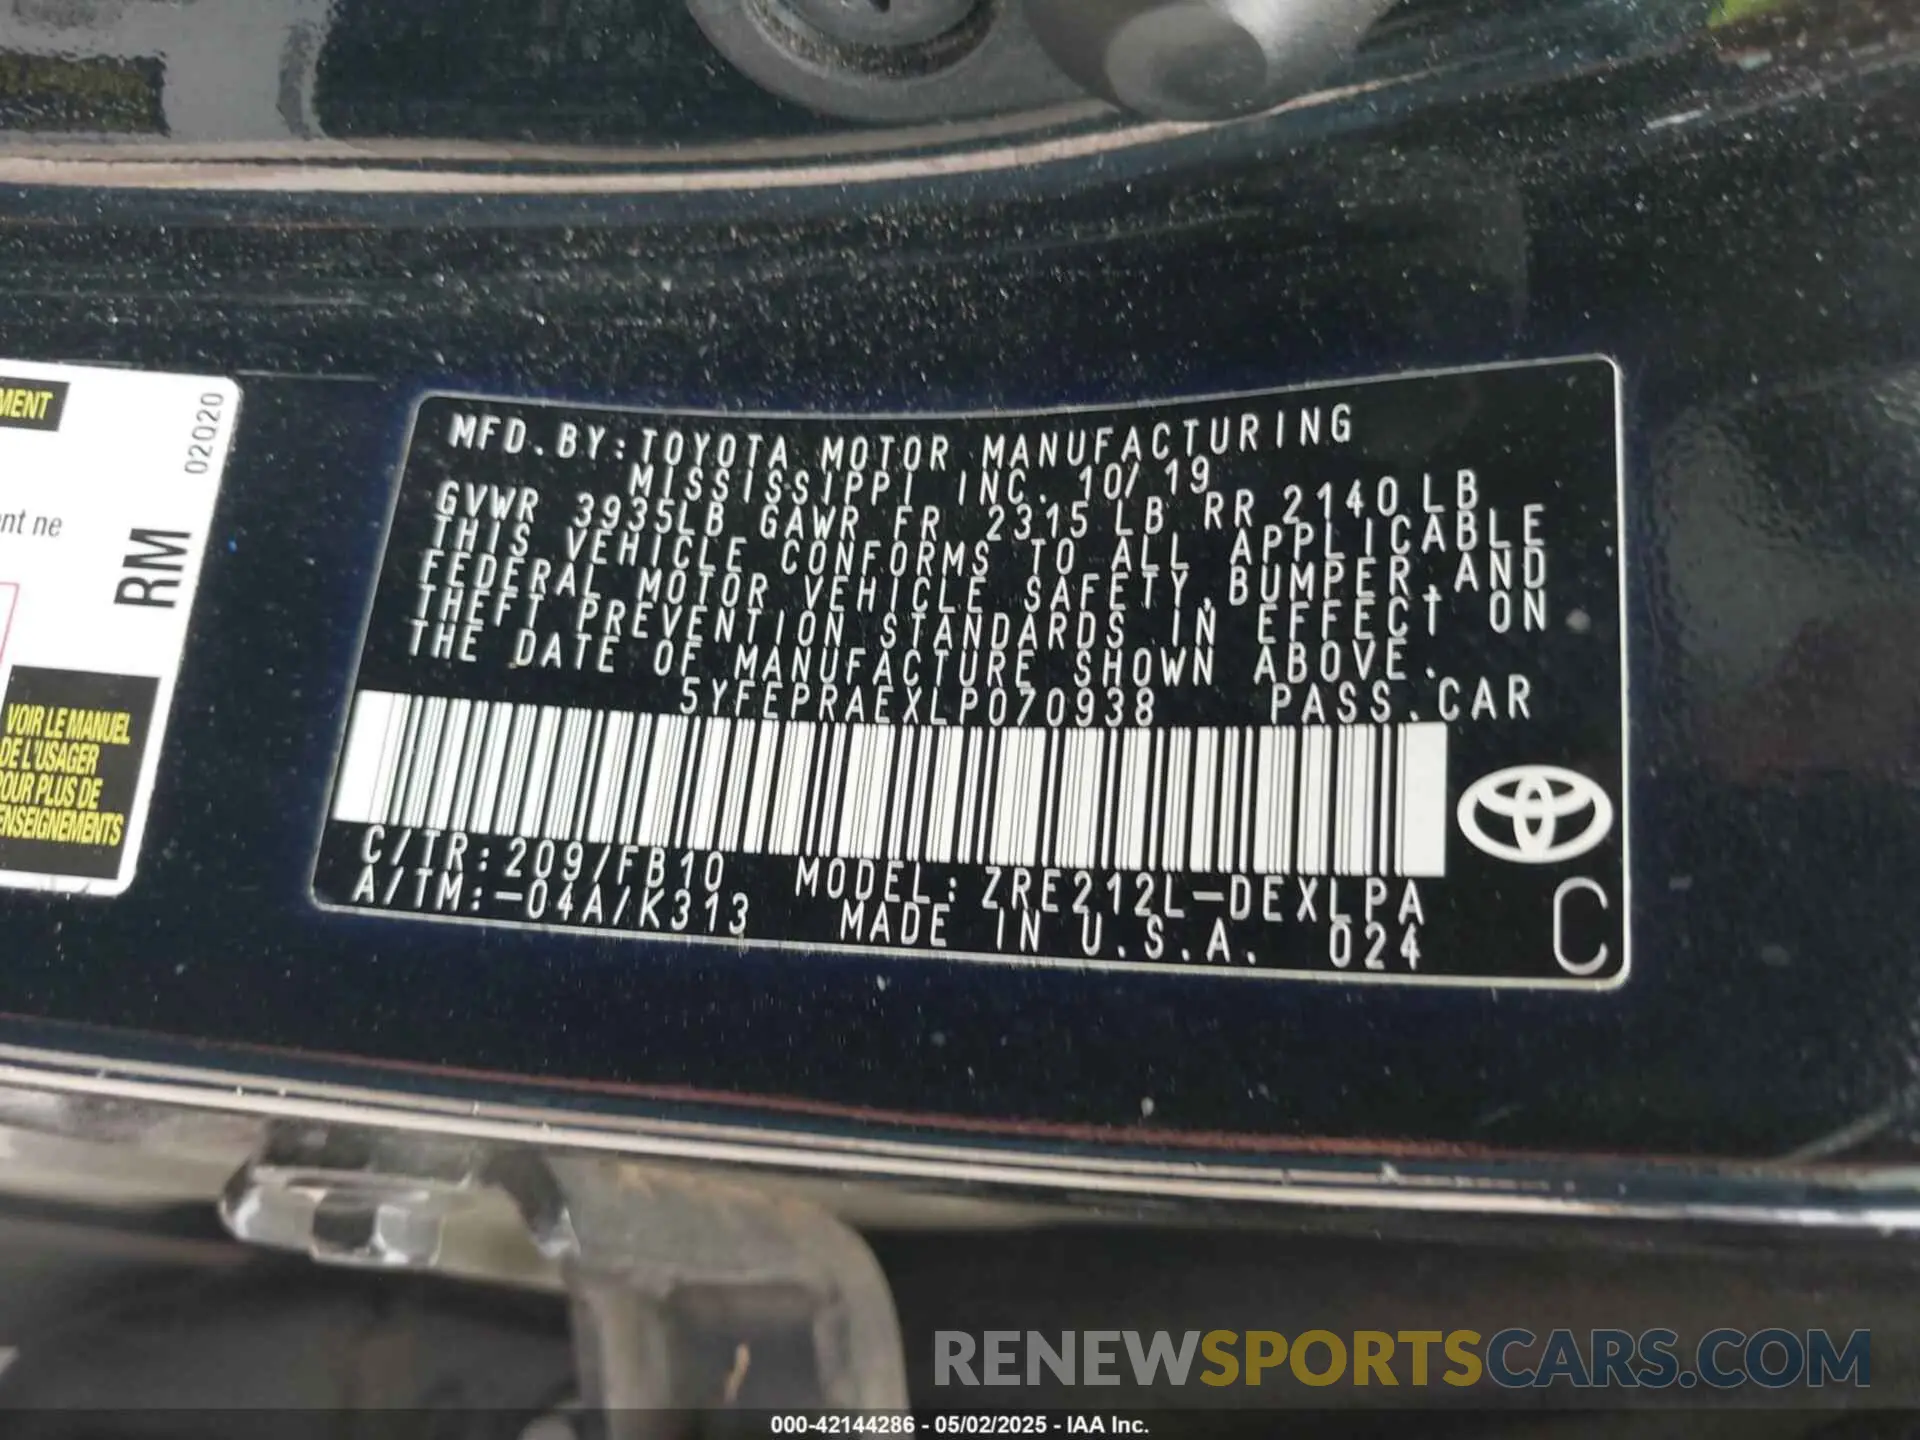 MENT
02020
nt ne
RM
VOIR LE MANUEL
DE L'USAGER
POUR PLUS DE
ENSEIGNEMENTS
MFD.BY:TOYOTA MOTOR MANUFACTURING
MISSISSIPPI INC. 10/19
GVWR 3935LB GAWR FR 2315LB RR 2140LB
THIS VEHICLE CONFORMS TO ALL APPLICABLE
FEDERAL MOTOR VEHICLE SAFETY,BUMPER,AND
THEFT PREVENTION STANDARDS IN EFFECT ON
THE DATE OF MANUFACTURE SHOWN ABOVE.
5YFEPRAEXLP070938 PASS.CAR
C/TR:209/FB10 MODEL:ZRE212L-DEXLPA
A/TM:-04A/K313 MADE IN U.S.A. 024
C
RENEWSPORTSCARS.COM
000-42144286 - 05/02/2025 - IAA Inc.